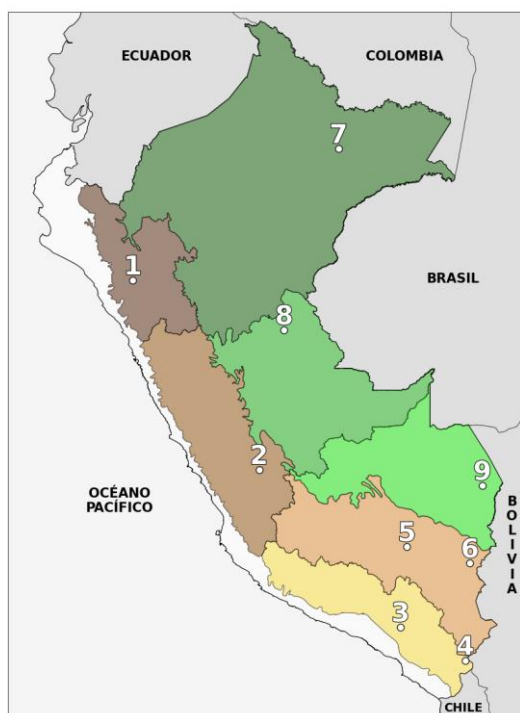 ECUADOR
COLOMBIA
7
1
BRASIL
8
2
9
OCÉANO
PACÍFICO
B
O
L
I
V
I
A
5
6
3
4
CHILE